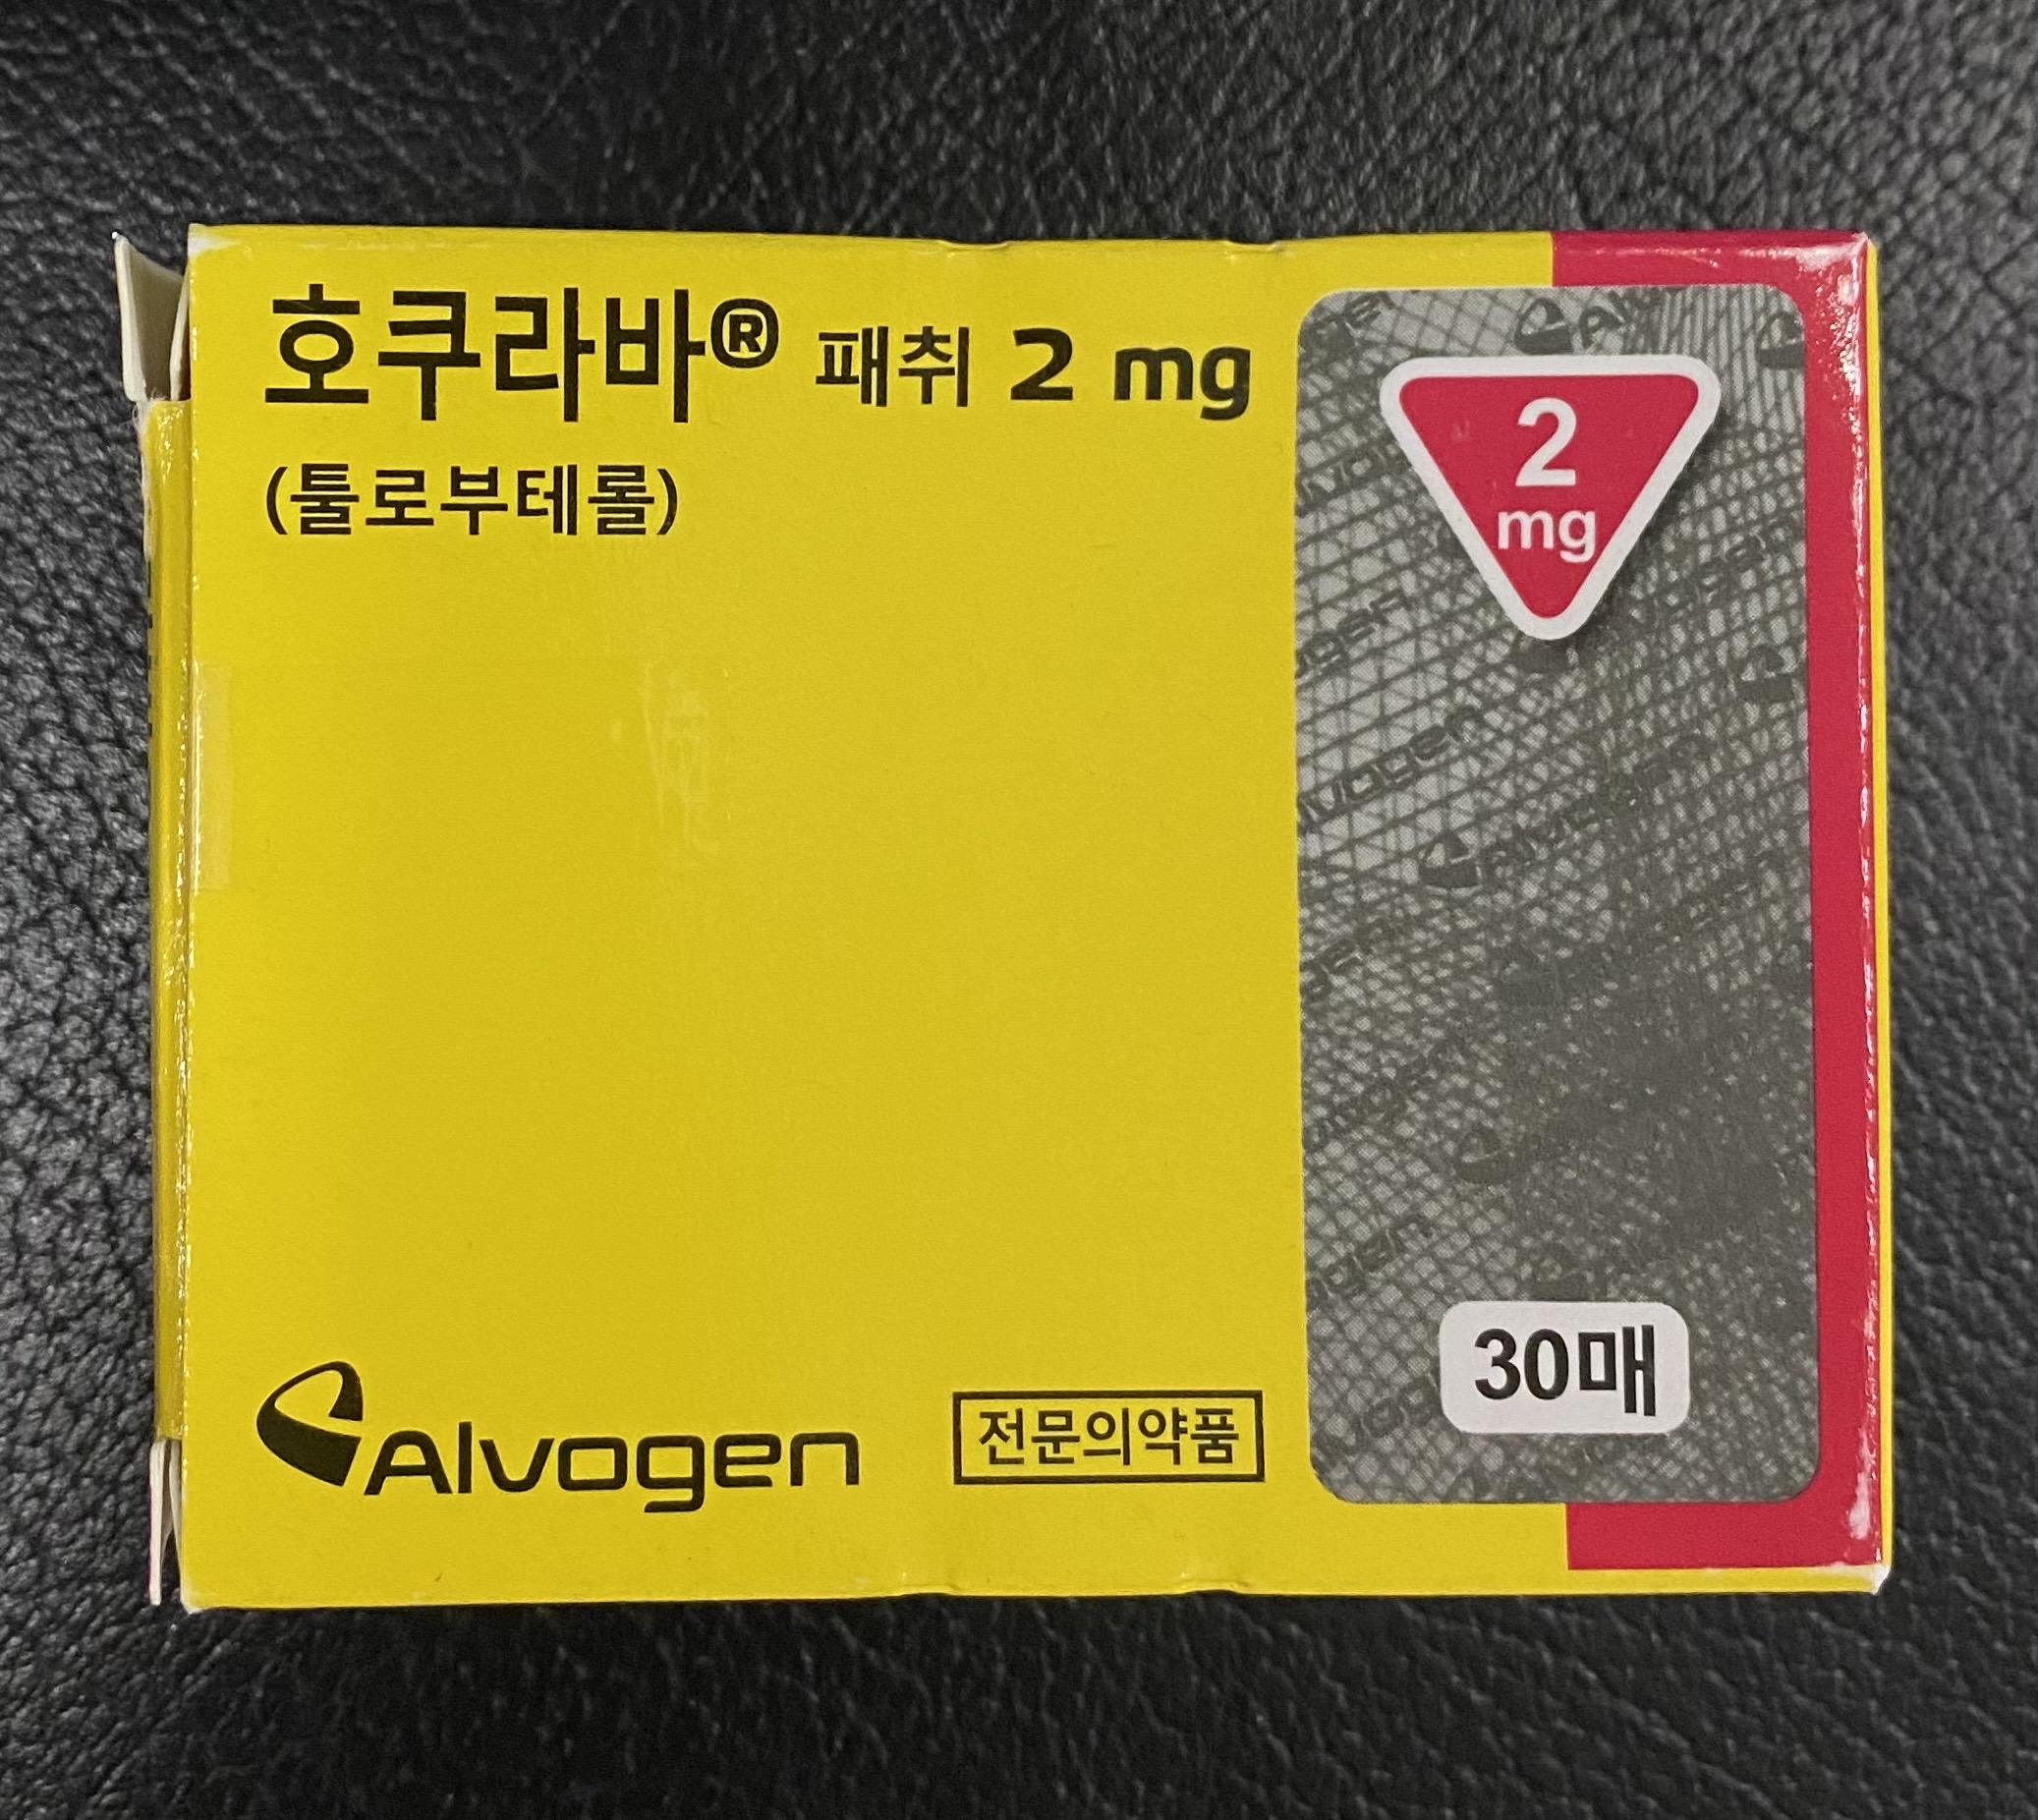 호쿠라바® 패취 2 mg
(툴로부테롤)
2
mg
30매
Alvogen
전문의약품